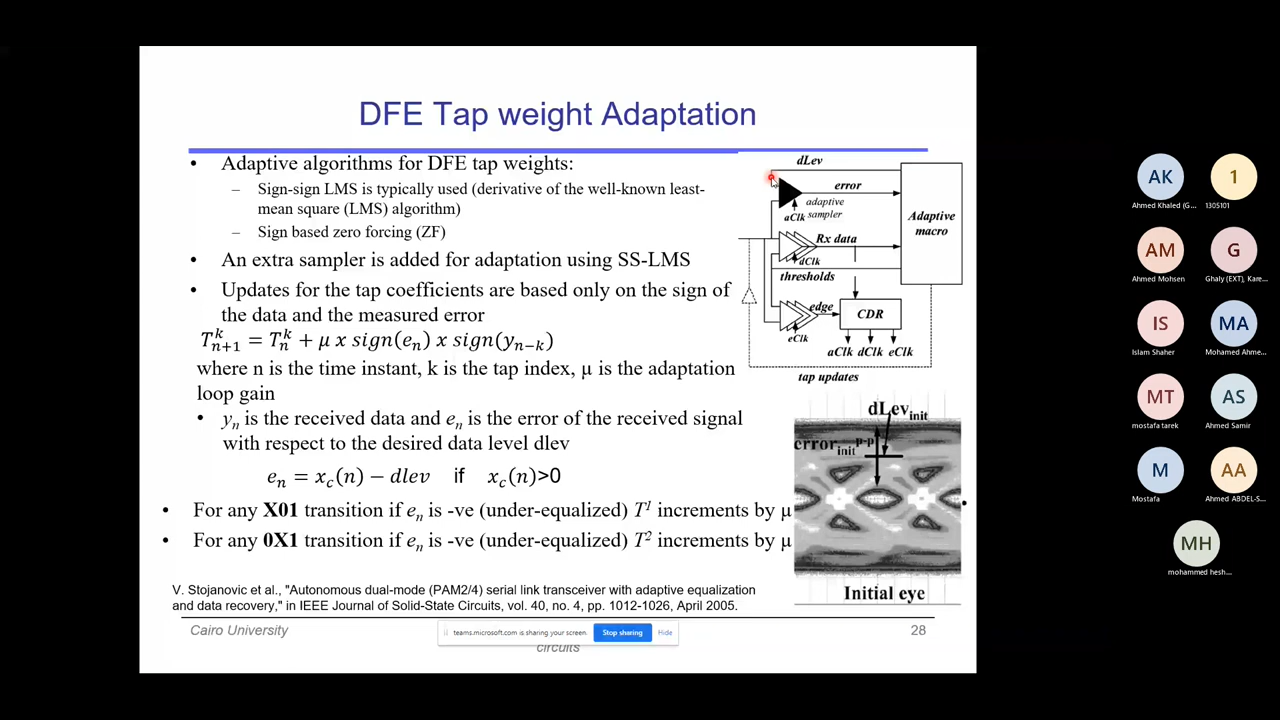 DFE Tap weight Adaptation
• Adaptive algorithms for DFE tap weights:
– Sign-sign LMS is typically used (derivative of the well-known least-
mean square (LMS) algorithm)
– Sign based zero forcing (ZF)
• An extra sampler is added for adaptation using SS-LMS
• Updates for the tap coefficients are based only on the sign of
the data and the measured error
T^k_{n+1} = T^k_n + μ x sign(e_n) x sign(y_{n−k})
where n is the time instant, k is the tap index, μ is the adaptation
loop gain
• y_n is the received data and e_n is the error of the received signal
with respect to the desired data level dlev
e_n = x_c(n) − dlev if x_c(n)>0
• For any X01 transition if e_n is -ve (under-equalized) T^1 increments by μ
• For any 0X1 transition if e_n is -ve (under-equalized) T^2 increments by μ
V. Stojanovic et al., "Autonomous dual-mode (PAM2/4) serial link transceiver with adaptive equalization
and data recovery," in IEEE Journal of Solid-State Circuits, vol. 40, no. 4, pp. 1012-1026, April 2005.
Cairo University
circuits
28
teams.microsoft.com is sharing your screen.
Stop sharing
Hide
dLev
error
adaptive
sampler
aClk
Adaptive
macro
Rx data
dClk
thresholds
edge
CDR
eClk
aClk dClk eClk
tap updates
dLev_init
error_init^p-p
Initial eye
AK
Ahmed Khaled (G...
1
1305101
AM
Ahmed Mohsen
G
Ghaly (EXT), Kare...
IS
Islam Shaher
MA
Mohamed Ahme...
MT
mostafa tarek
AS
Ahmed Samir
M
Mostafa
AA
Ahmed ABDEL-S...
MH
mohammed hesh...